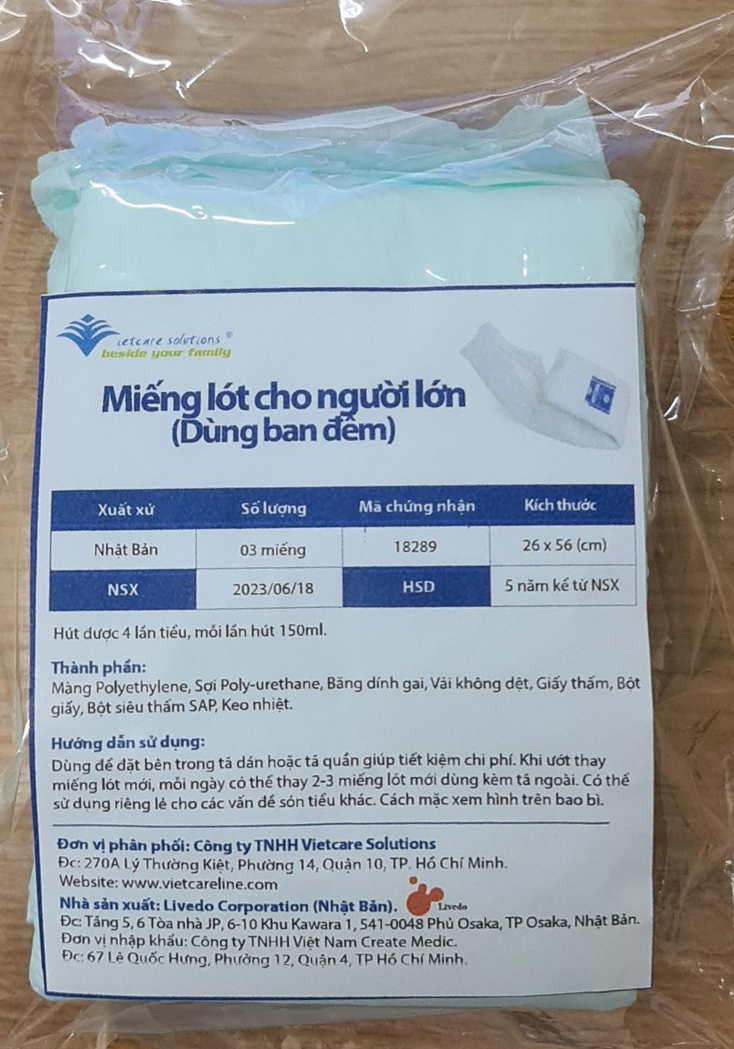 ietcare solutions ®
beside your family
Miếng lót cho người lớn
(Dùng ban đêm)
Xuất xứ Số lượng Mã chứng nhận Kích thước
Nhật Bản 03 miếng 18289 26 x 56 (cm)
NSX 2023/06/18 HSD 5 năm kể từ NSX
Hút được 4 lần tiểu, mỗi lần hút 150ml.
Thành phần:
Màng Polyethylene, Sợi Poly-urethane, Băng dính gai, Vải không dệt, Giấy thấm, Bột
giấy, Bột siêu thấm SAP, Keo nhiệt.
Hướng dẫn sử dụng:
Dùng để đặt bên trong tã dán hoặc tã quần giúp tiết kiệm chi phí. Khi ướt thay
miếng lót mới, mỗi ngày có thể thay 2-3 miếng lót mới dùng kèm tã ngoài. Có thể
sử dụng riêng lẻ cho các vấn đề són tiểu khác. Cách mặc xem hình trên bao bì.
Đơn vị phân phối: Công ty TNHH Vietcare Solutions
Đc: 270A Lý Thường Kiệt, Phường 14, Quận 10, TP. Hồ Chí Minh.
Website: www.vietcareline.com
Nhà sản xuất: Livedo Corporation (Nhật Bản). Livedo
Đc: Tầng 5, 6 Tòa nhà JP, 6-10 Khu Kawara 1, 541-0048 Phủ Osaka, TP Osaka, Nhật Bản.
Đơn vị nhập khẩu: Công ty TNHH Việt Nam Create Medic.
Đc: 67 Lê Quốc Hưng, Phường 12, Quận 4, TP Hồ Chí Minh.